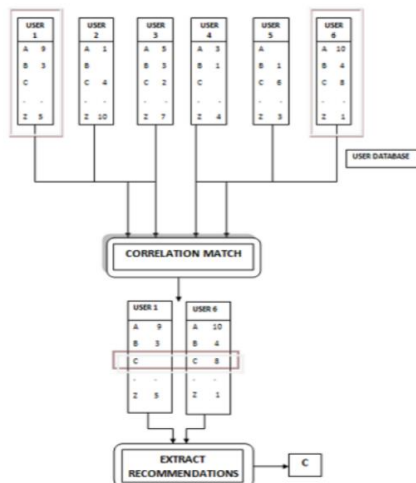 USER
1
A 9
B 3
C
. .
Z 5
USER
2
A 1
B
C 4
. .
Z 10
USER
3
A 5
B 3
C 2
. .
Z 7
USER
4
A 3
B 1
C
. .
Z 4
USER
5
A
B 1
C 6
. .
Z 3
USER
6
A 10
B 4
C 8
. .
Z 1
USER DATABASE
CORRELATION MATCH
USER 1
A 9
B 3
C
. .
Z 5
USER 6
A 10
B 4
C 8
. .
Z 1
EXTRACT
RECOMMENDATIONS
C